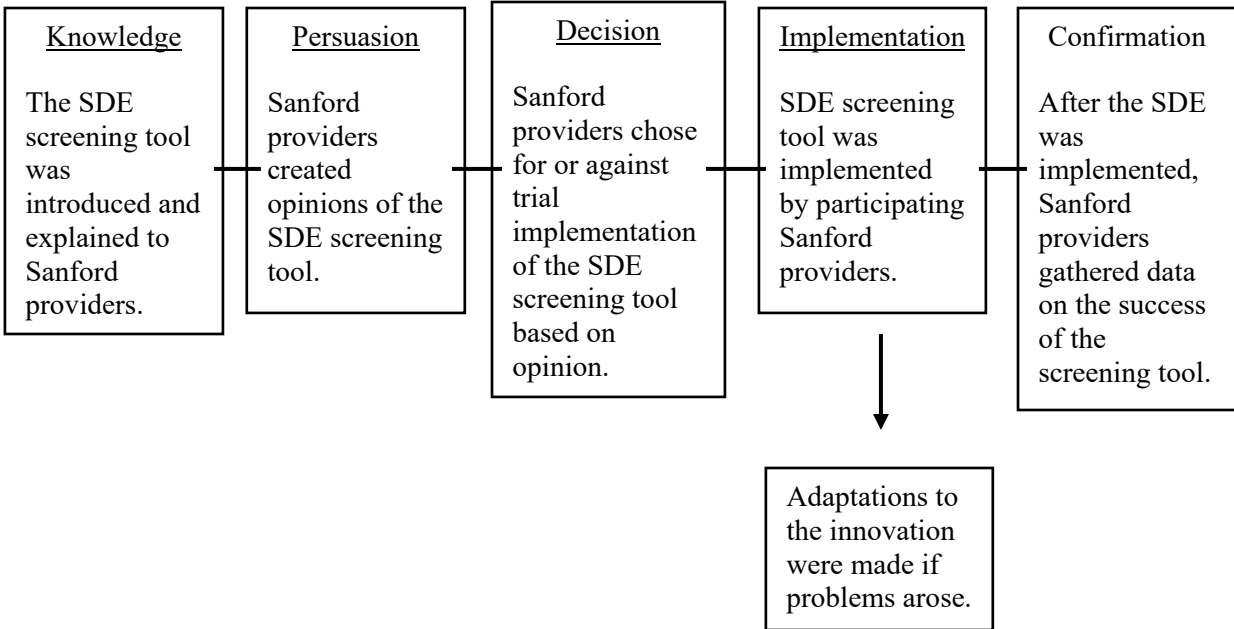 Knowledge
The SDE
screening tool
was
introduced and
explained to
Sanford
providers.
Persuasion
Sanford
providers
created
opinions of the
SDE screening
tool.
Decision
Sanford
providers chose
for or against
trial
implementation
of the SDE
screening tool
based on
opinion.
Implementation
SDE screening
tool was
implemented
by participating
Sanford
providers.
Confirmation
After the SDE
was
implemented,
Sanford
providers
gathered data
on the success
of the
screening tool.
Adaptations to
the innovation
were made if
problems arose.